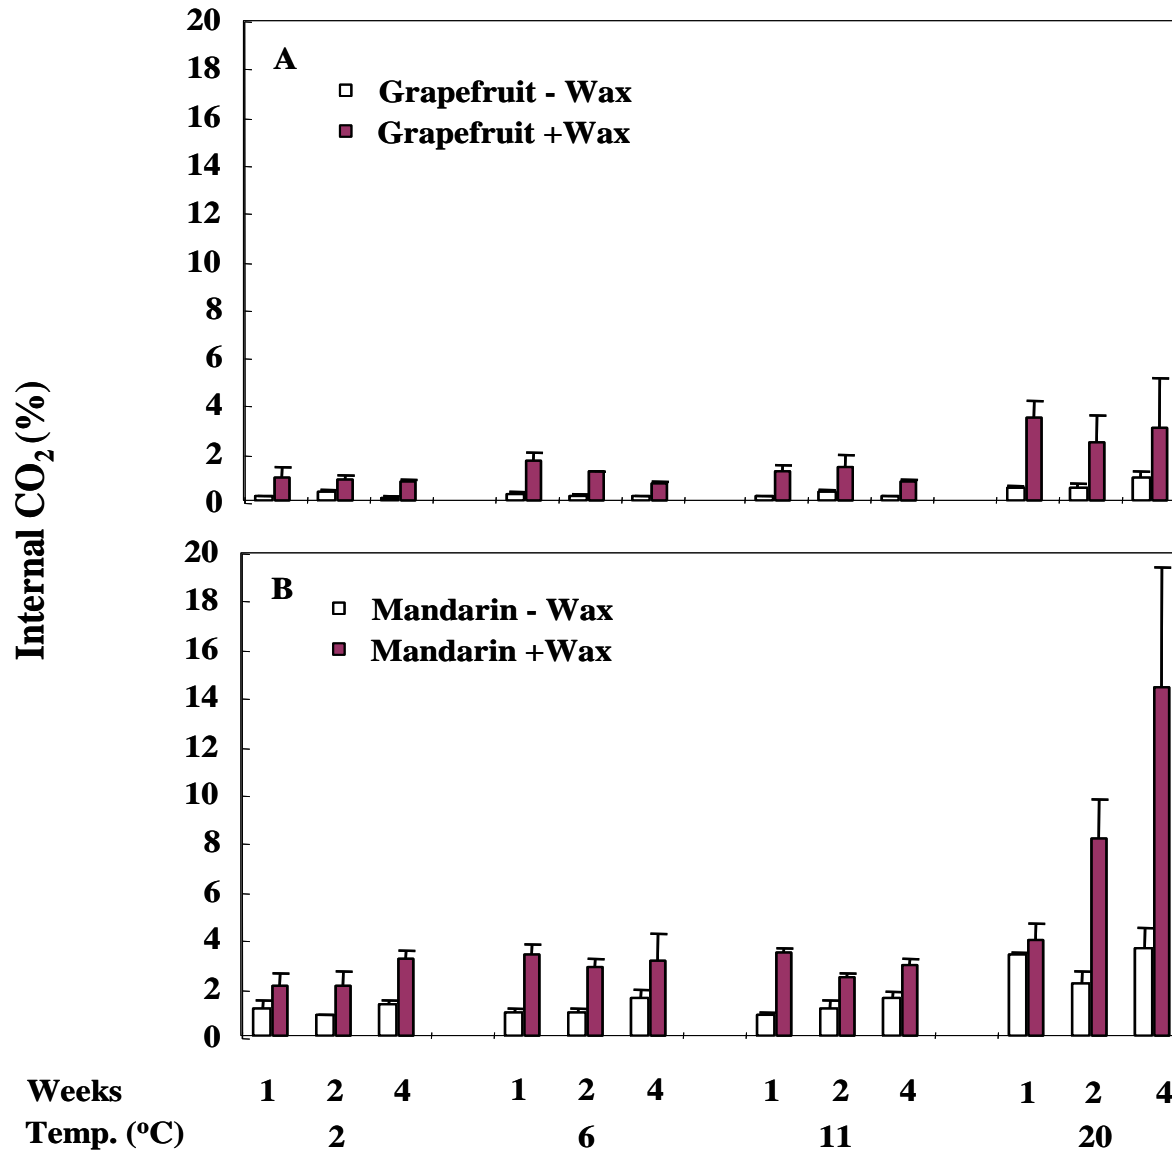 Internal CO2 (%)
20
18
16
14
12
10
8
6
4
2
0
A
Grapefruit - Wax
Grapefruit +Wax
20
18
16
14
12
10
8
6
4
2
0
B
Mandarin - Wax
Mandarin +Wax
Weeks 1 2 4 1 2 4 1 2 4 1 2 4
Temp. (ºC) 2 6 11 20